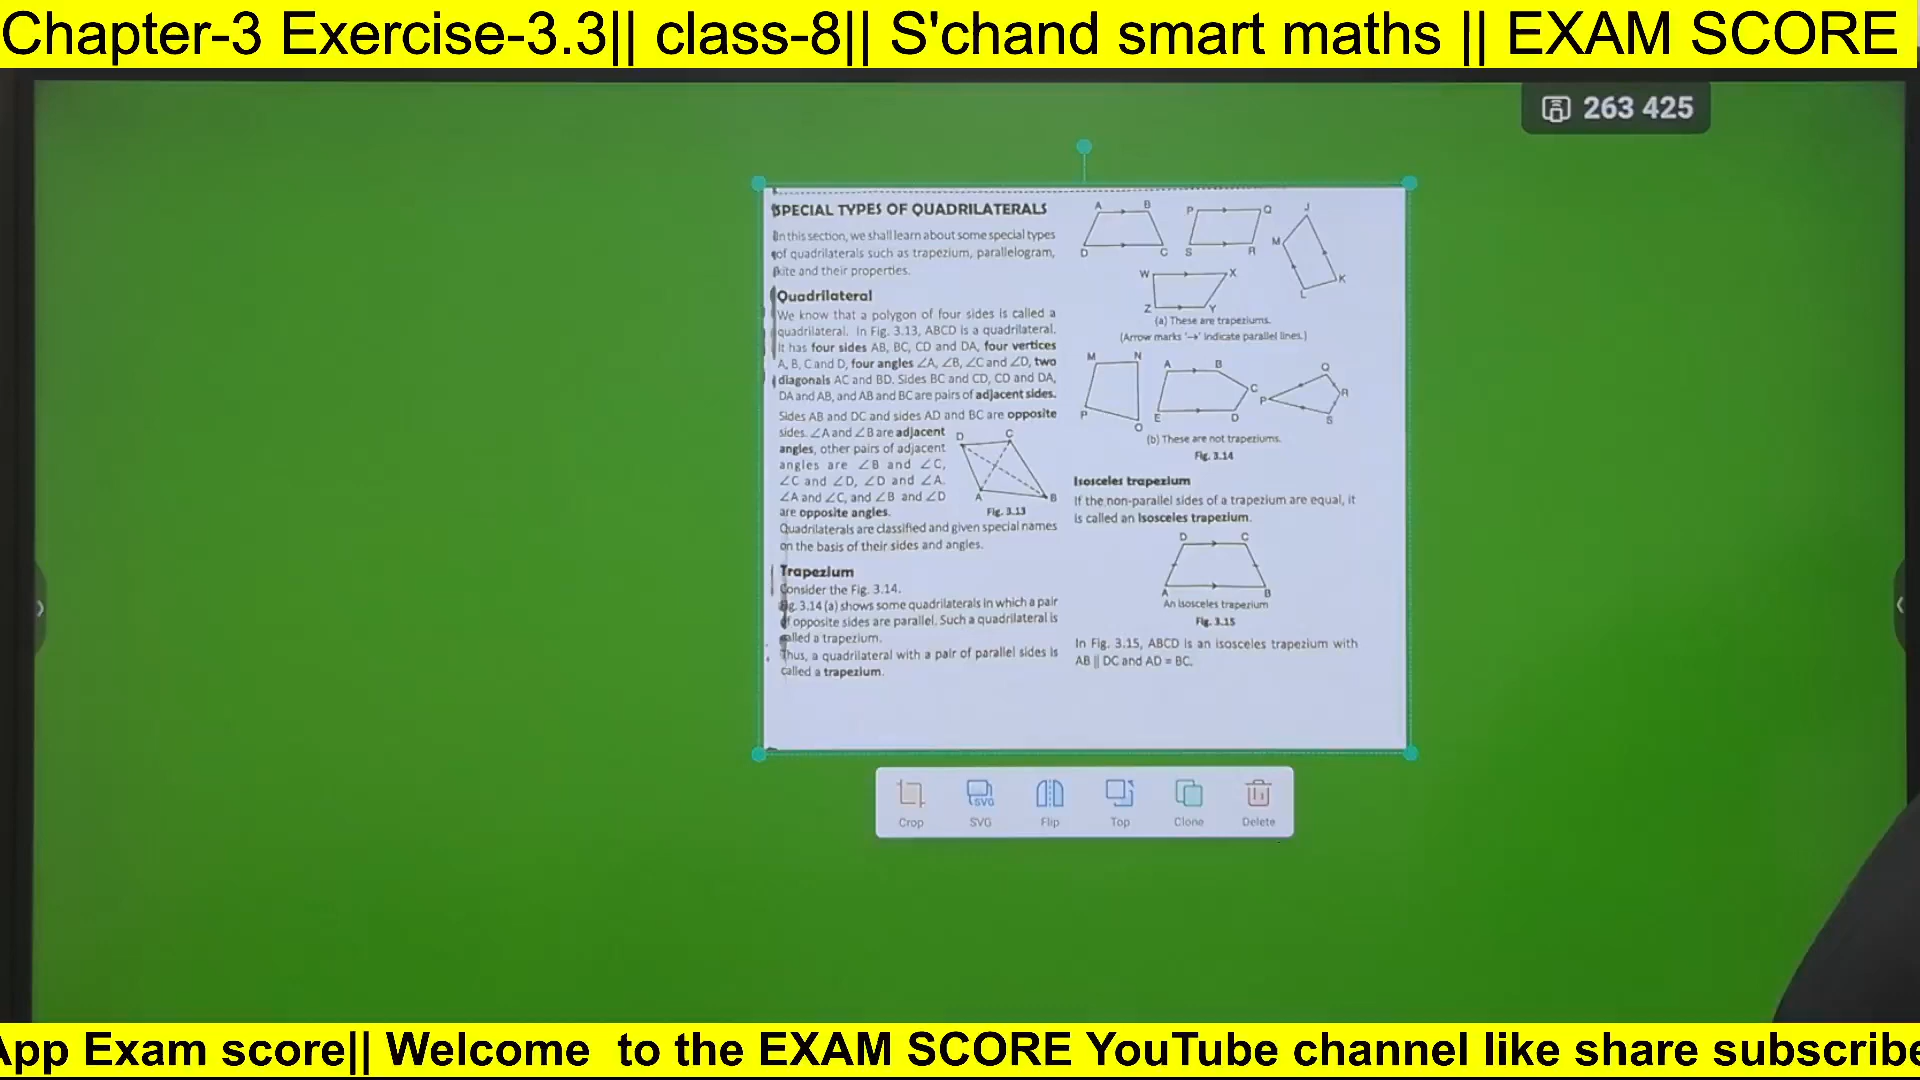 Chapter-3 Exercise-3.3|| class-8|| S'chand smart maths || EXAM SCORE
263 425
SPECIAL TYPES OF QUADRILATERALS
In this section, we shall learn about some special types
of quadrilaterals such as trapezium, parallelogram,
kite and their properties.
Quadrilateral
We know that a polygon of four sides is called a
quadrilateral. In Fig. 3.13, ABCD is a quadrilateral.
It has four sides AB, BC, CD and DA, four vertices
A, B, C and D, four angles ∠A, ∠B, ∠C and ∠D, two
diagonals AC and BD. Sides BC and CD, CD and DA,
DA and AB, and AB and BC are pairs of adjacent sides.
Sides AB and DC and sides AD and BC are opposite
sides. ∠A and ∠B are adjacent
angles, other pairs of adjacent
angles are ∠B and ∠C,
∠C and ∠D, ∠D and ∠A.
∠A and ∠C, and ∠B and ∠D
are opposite angles.
D C
A B
Fig. 3.13
Quadrilaterals are classified and given special names
on the basis of their sides and angles.
Trapezium
Consider the Fig. 3.14.
Fig. 3.14 (a) shows some quadrilaterals in which a pair
of opposite sides are parallel. Such a quadrilateral is
called a trapezium.
Thus, a quadrilateral with a pair of parallel sides is
called a trapezium.
A B P Q J
M
D C S R
K
L
W X
Z Y
(a) These are trapeziums.
(Arrow marks '→' indicate parallel lines.)
M N A B Q
C P R
P E D S
O
(b) These are not trapeziums.
Fig. 3.14
Isosceles trapezium
If the non-parallel sides of a trapezium are equal, it
is called an isosceles trapezium.
D C
A B
An isosceles trapezium
Fig. 3.15
In Fig. 3.15, ABCD is an isosceles trapezium with
AB || DC and AD = BC.
Crop SVG Flip Top Clone Delete
App Exam score|| Welcome to the EXAM SCORE YouTube channel like share subscribe